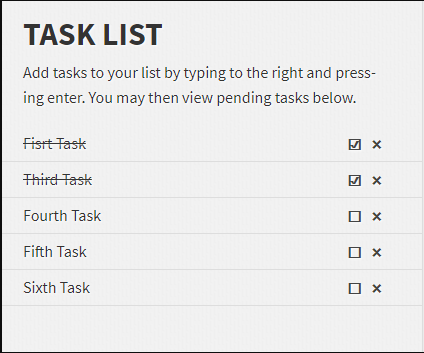 TASK LIST
Add tasks to your list by typing to the right and press-
ing enter. You may then view pending tasks below.
Fisrt Task
Third Task
Fourth Task
Fifth Task
Sixth Task